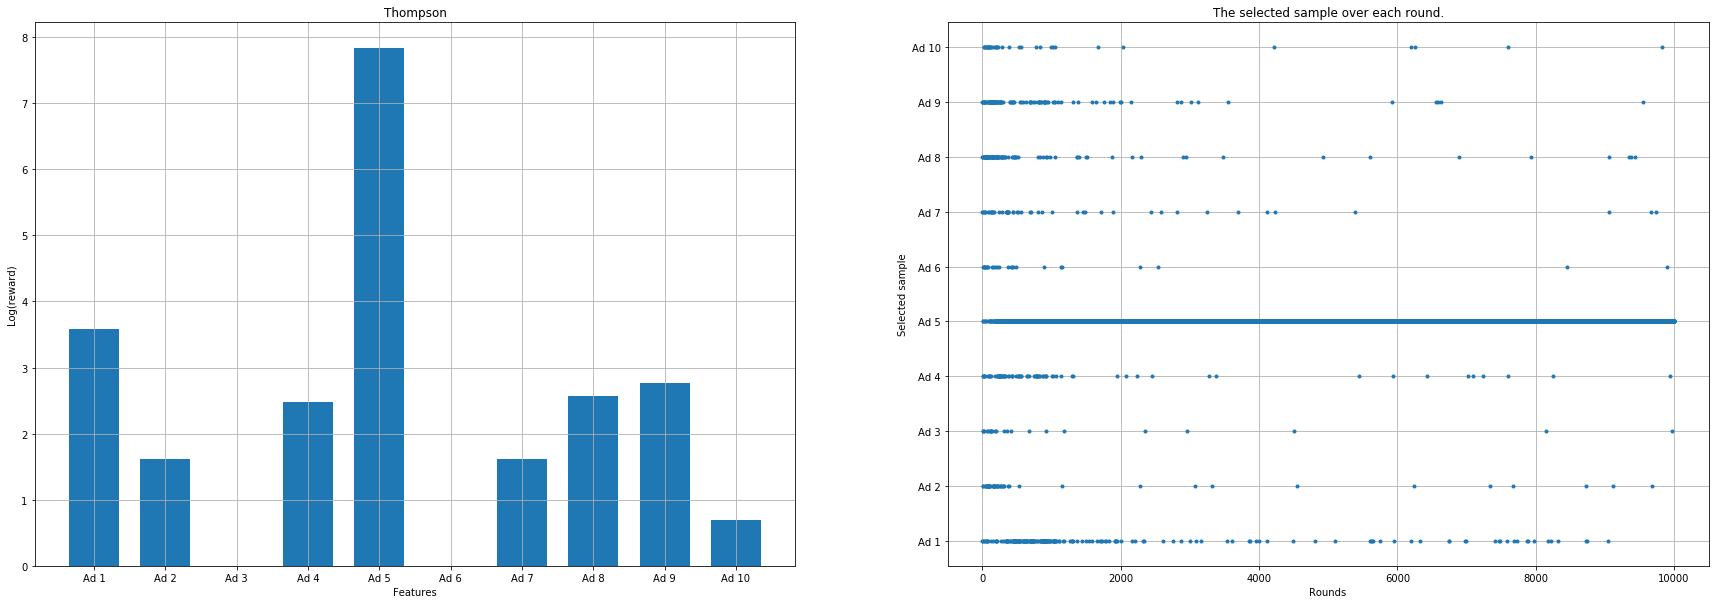 Thompson
Log(reward)
8
7
6
5
4
3
2
1
0
Ad 1 Ad 2 Ad 3 Ad 4 Ad 5 Ad 6 Ad 7 Ad 8 Ad 9 Ad 10
Features
The selected sample over each round.
Selected sample
Ad 10
Ad 9
Ad 8
Ad 7
Ad 6
Ad 5
Ad 4
Ad 3
Ad 2
Ad 1
0 2000 4000 6000 8000 10000
Rounds